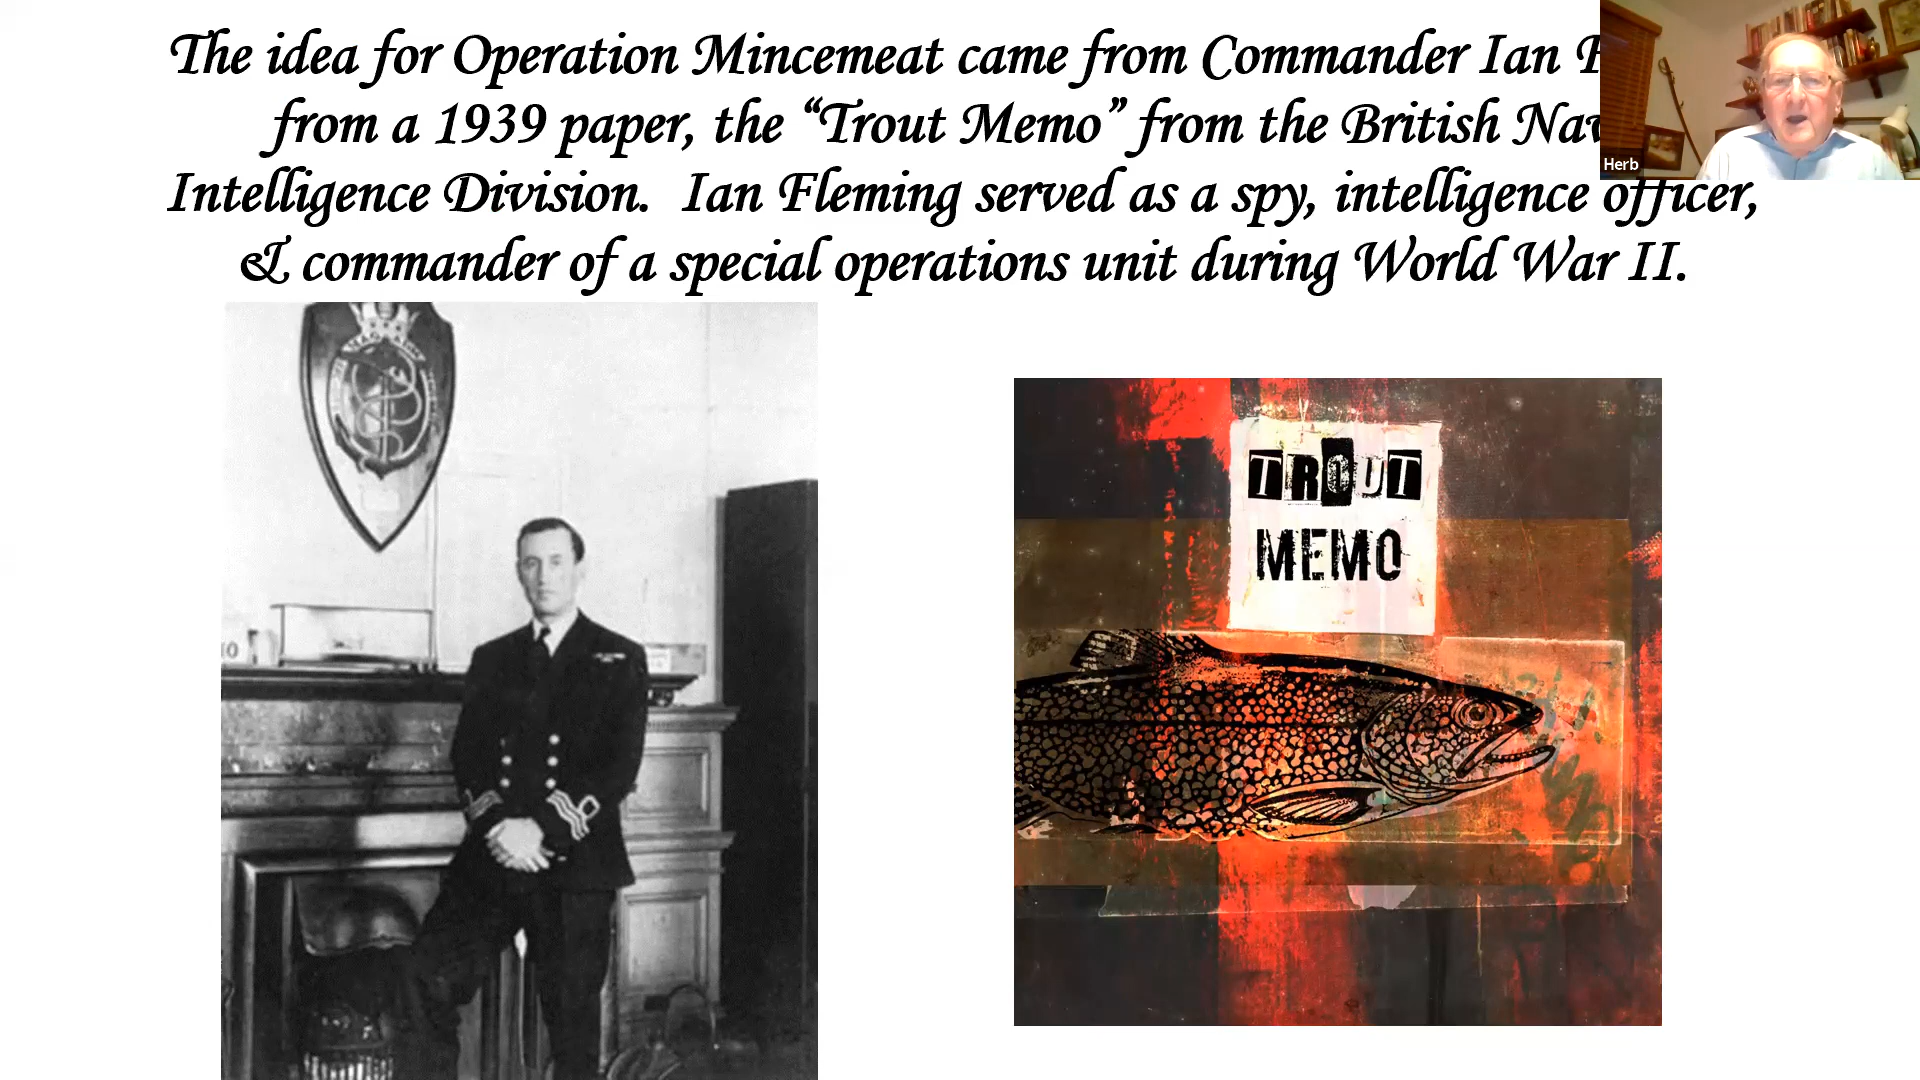 The idea for Operation Mincemeat came from Commander Ian
from a 1939 paper, the “Trout Memo” from the British
Intelligence Division. Ian Fleming served as a spy, intelligence officer,
& commander of a special operations unit during World War II.
Herb
TROUT
MEMO